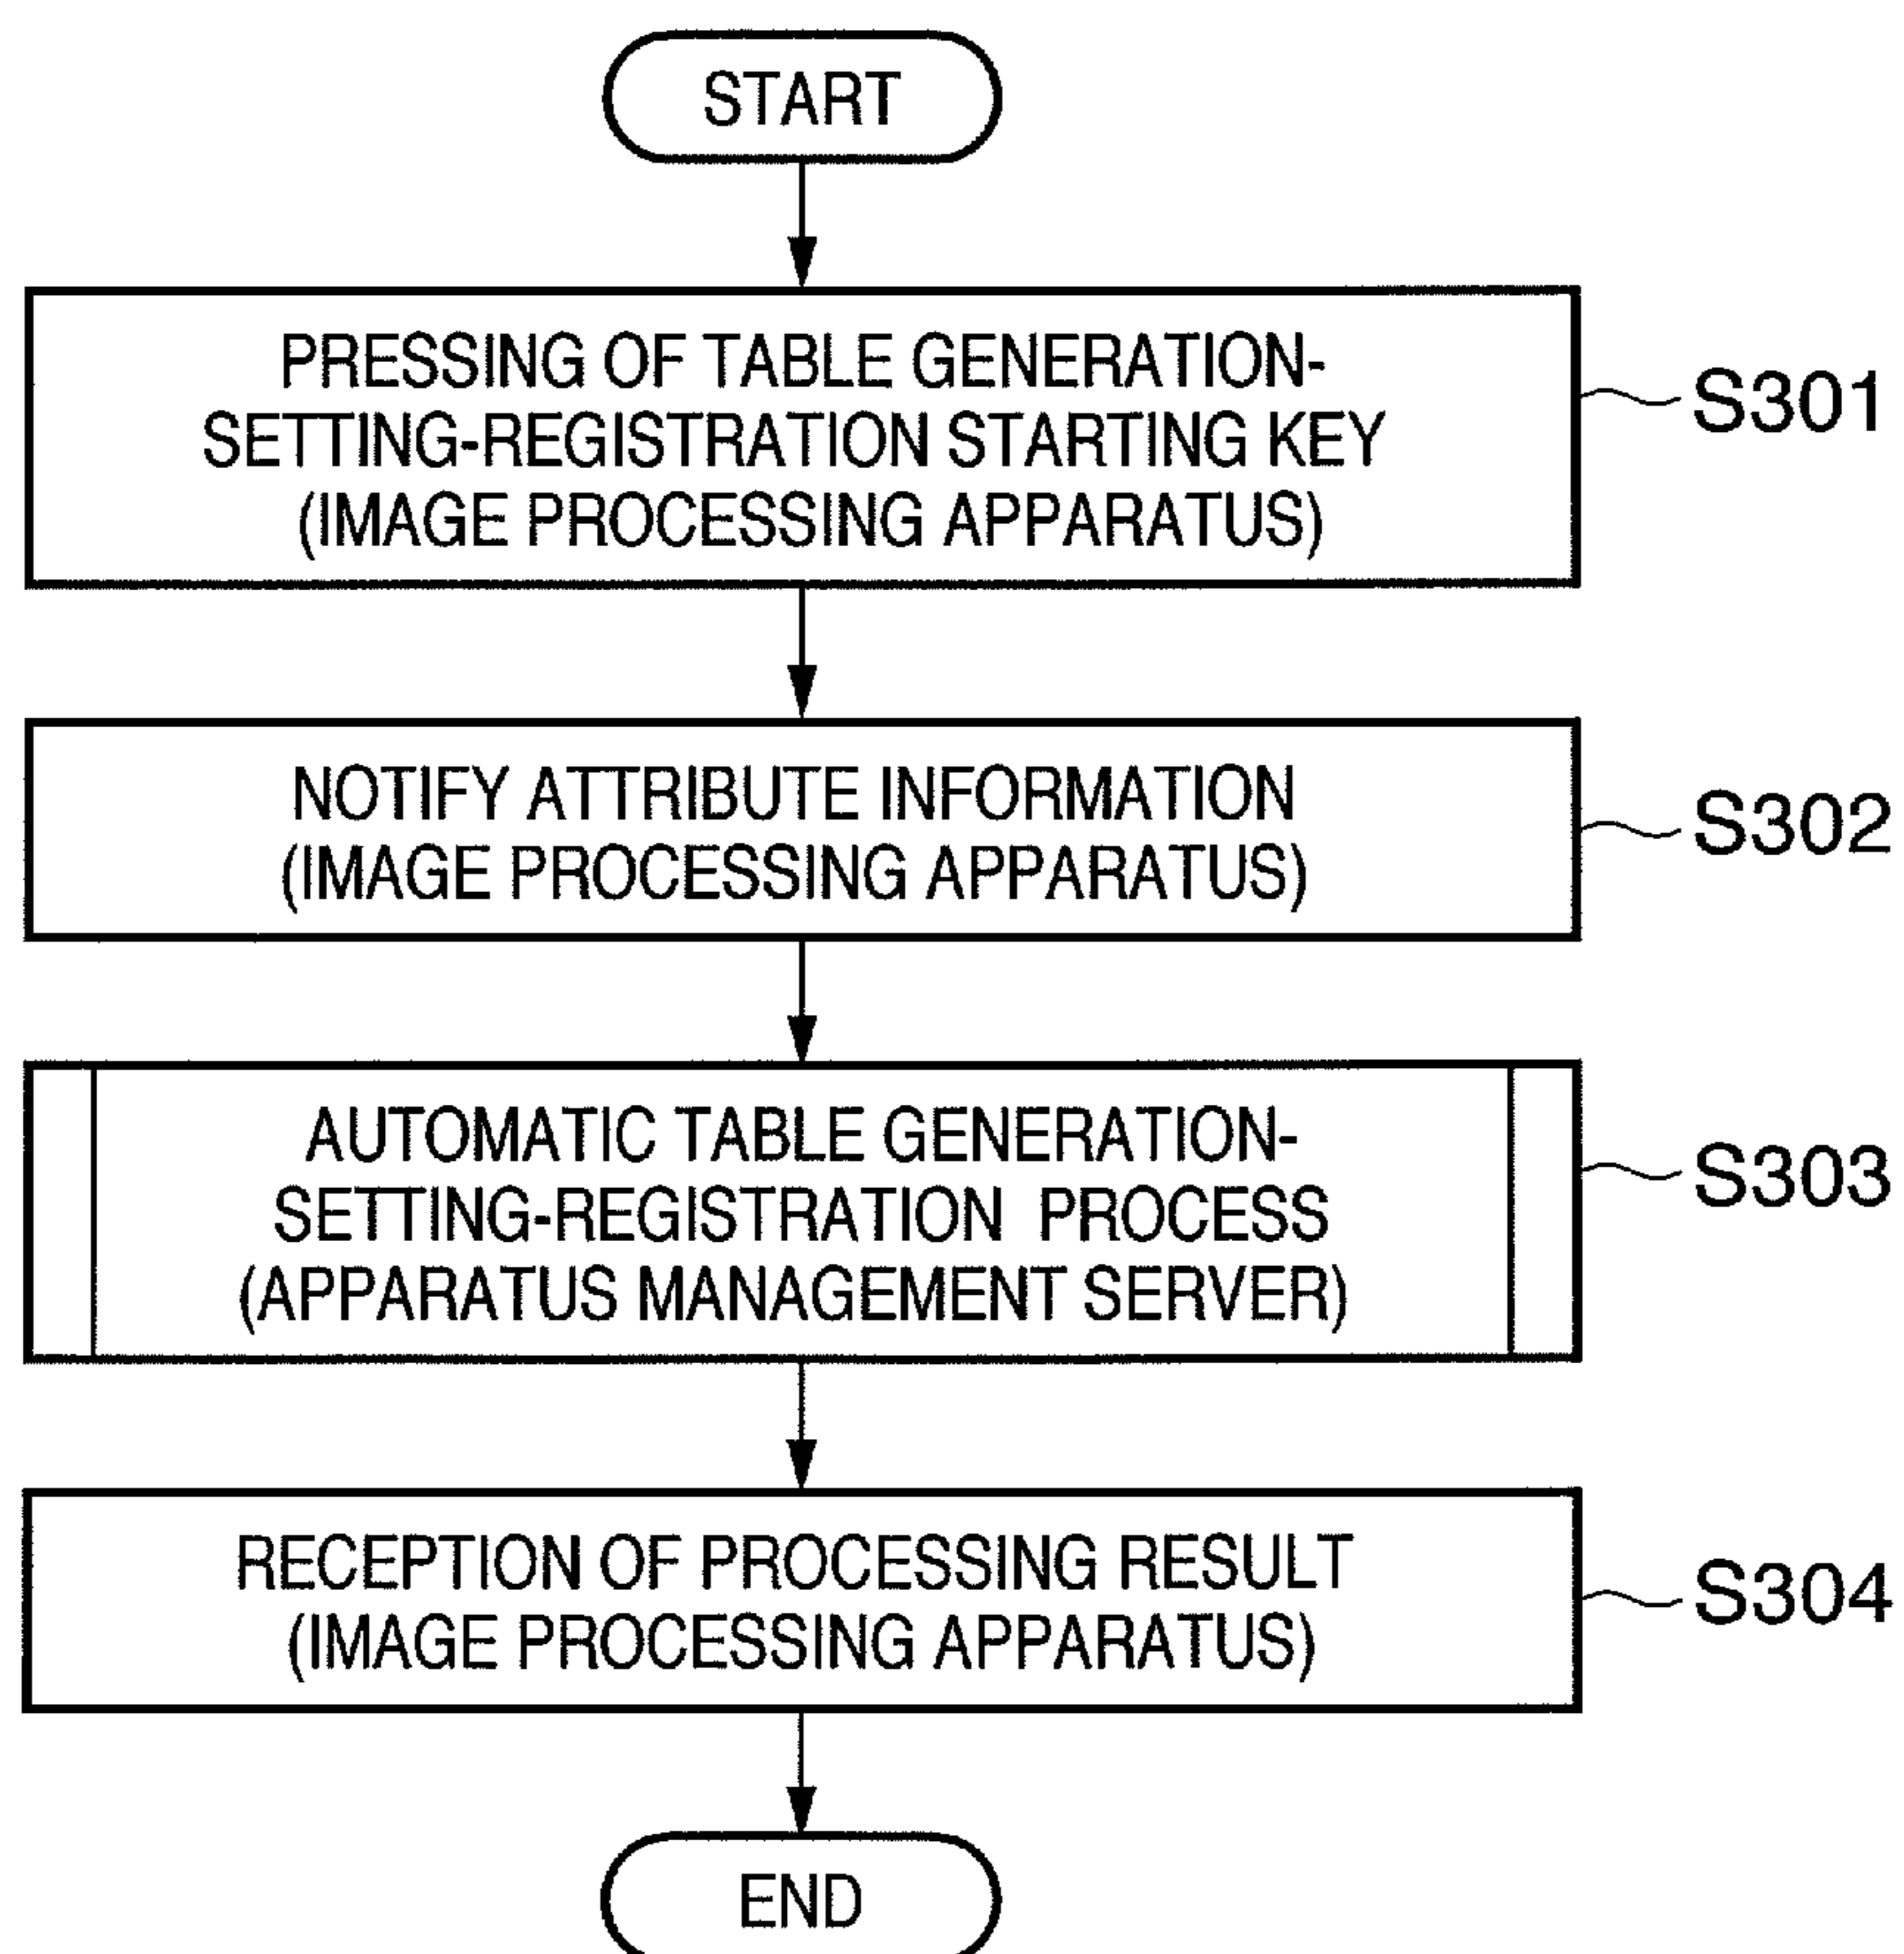 START
PRESSING OF TABLE GENERATION-
SETTING-REGISTRATION STARTING KEY
(IMAGE PROCESSING APPARATUS)
S301
NOTIFY ATTRIBUTE INFORMATION
(IMAGE PROCESSING APPARATUS)
S302
AUTOMATIC TABLE GENERATION-
SETTING-REGISTRATION PROCESS
(APPARATUS MANAGEMENT SERVER)
S303
RECEPTION OF PROCESSING RESULT
(IMAGE PROCESSING APPARATUS)
S304
END